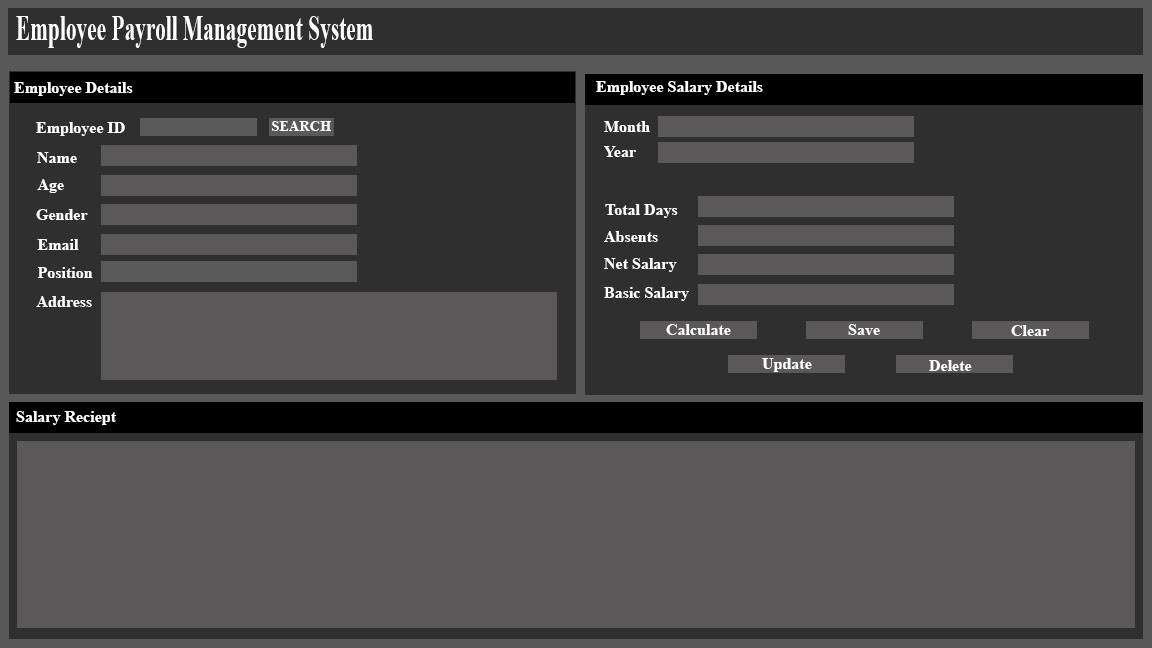 Employee Payroll Management System
Employee Details
Employee ID
SEARCH
Name
Age
Gender
Email
Position
Address
Employee Salary Details
Month
Year
Total Days
Absents
Net Salary
Basic Salary
Calculate
Save
Clear
Update
Delete
Salary Reciept